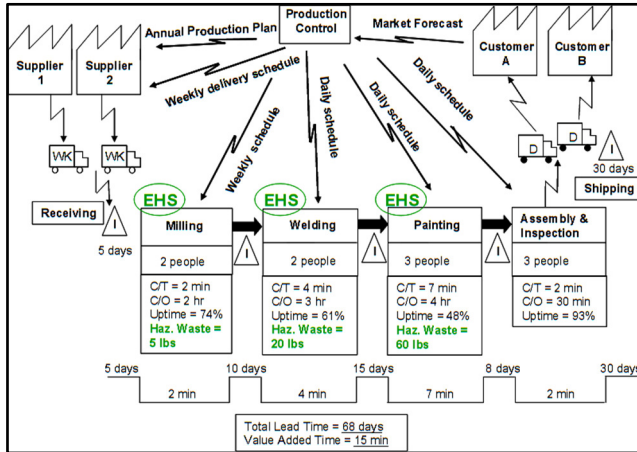 Production
Control
Annual Production Plan
Market Forecast
Supplier
1
Supplier
2
Customer
A
Customer
B
Weekly delivery schedule
Daily schedule
Daily schedule
Daily schedule
Weekly schedule
WK
WK
D
D
I
30 days
Shipping
Receiving
I
5 days
EHS
EHS
EHS
Milling
I
Welding
I
Painting
I
Assembly &
Inspection
2 people
2 people
3 people
3 people
C/T = 2 min
C/O = 2 hr
Uptime = 74%
Haz. Waste =
5 lbs
C/T = 4 min
C/O = 3 hr
Uptime = 61%
Haz. Waste =
20 lbs
C/T = 7 min
C/O = 4 hr
Uptime = 48%
Haz. Waste =
60 lbs
C/T = 2 min
C/O = 30 min
Uptime = 93%
5 days
10 days
15 days
8 days
30 days
2 min
4 min
7 min
2 min
Total Lead Time = 68 days
Value Added Time = 15 min